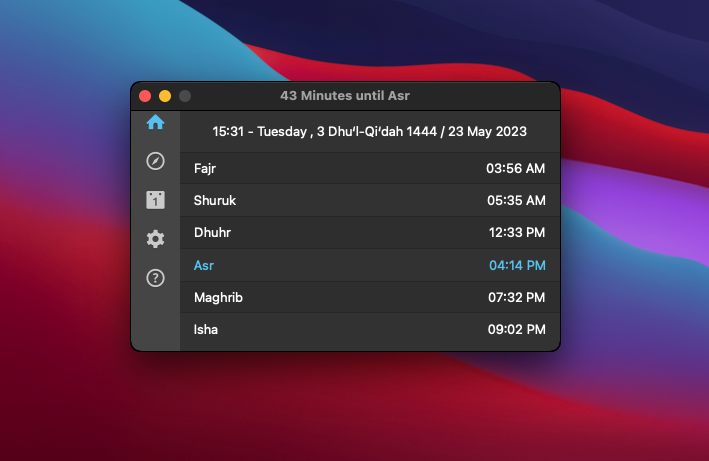 43 Minutes until Asr
15:31 - Tuesday , 3 Dhuʻl-Qiʻdah 1444 / 23 May 2023
Fajr 03:56 AM
Shuruk 05:35 AM
1
Dhuhr 12:33 PM
Asr 04:14 PM
?
Maghrib 07:32 PM
Isha 09:02 PM